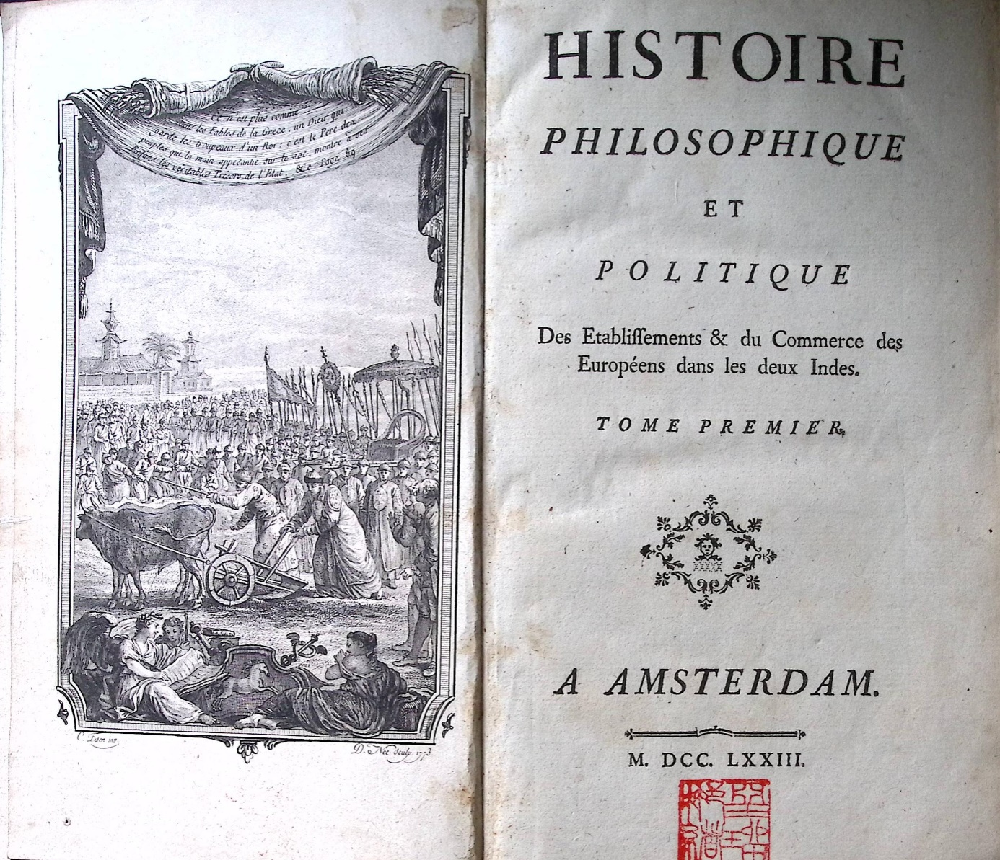 Ce n'est plus comme
dans les Fables de la Grece, un Dieu qui
garde les troupeaux d'un Roi; c'est le Pere des
peuples qui la main appesantie sur le soc, montre à ses
Enfans les véritables Trésors de l'Etat, &c. Page 89
C. Eisen inv.
D. Née Sculp. 1773
HISTOIRE
PHILOSOPHIQUE
ET
POLITIQUE
Des Etabliſſements & du Commerce des
Européens dans les deux Indes.
TOME PREMIER.
A AMSTERDAM.
M. DCC. LXXIII.